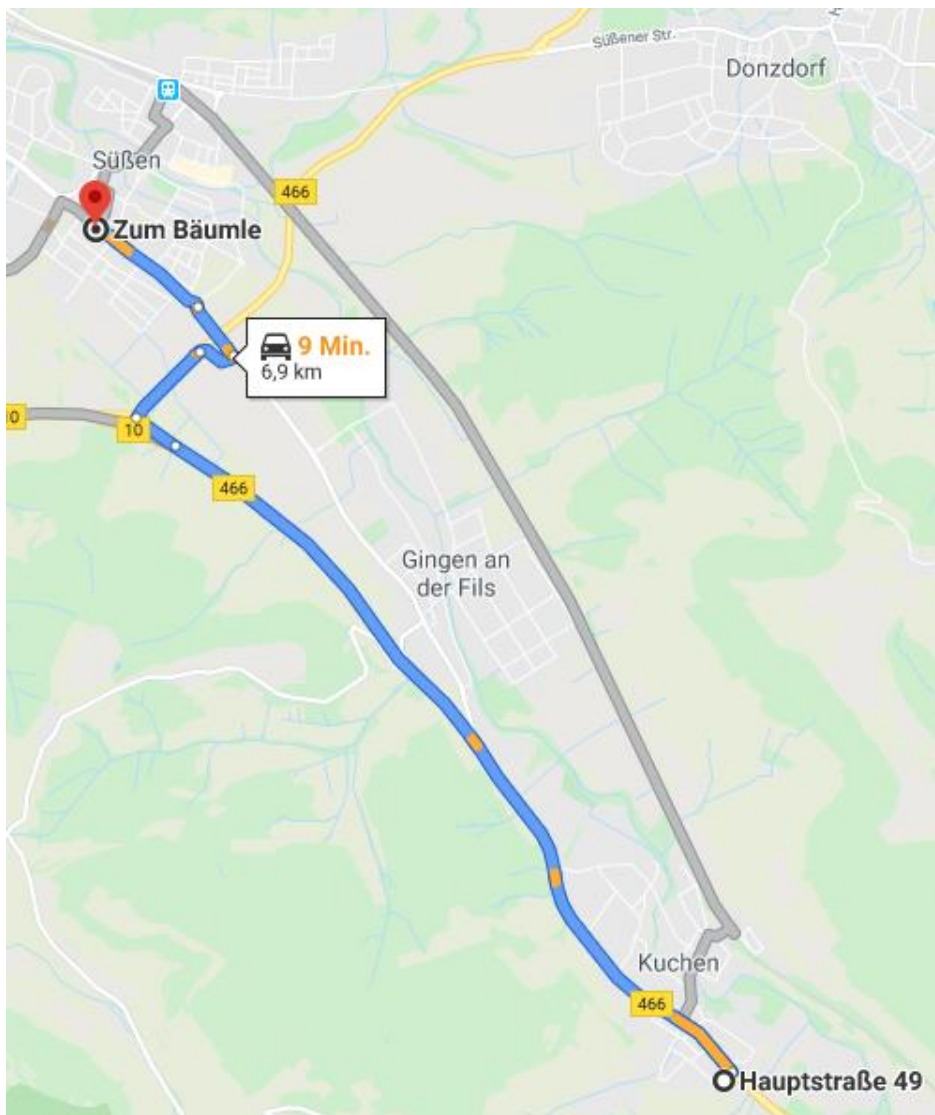 Süßener Str.
Donzdorf
Süßen
466
Zum Bäumle
9 Min.
6,9 km
10
466
Gingen an
der Fils
Kuchen
466
Hauptstraße 49